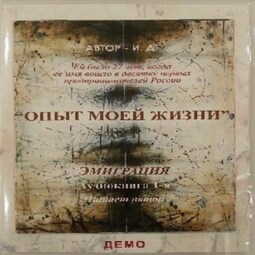 АВТОР - И. Д.
Ей было 27 лет, когда
ее имя вошло в десятку первых
предпринимателей России
“ОПЫТ МОЕЙ ЖИЗНИ”
ЭМИГРАЦИЯ
Аудиокнига 1-я
Читает автор
ДЕМО